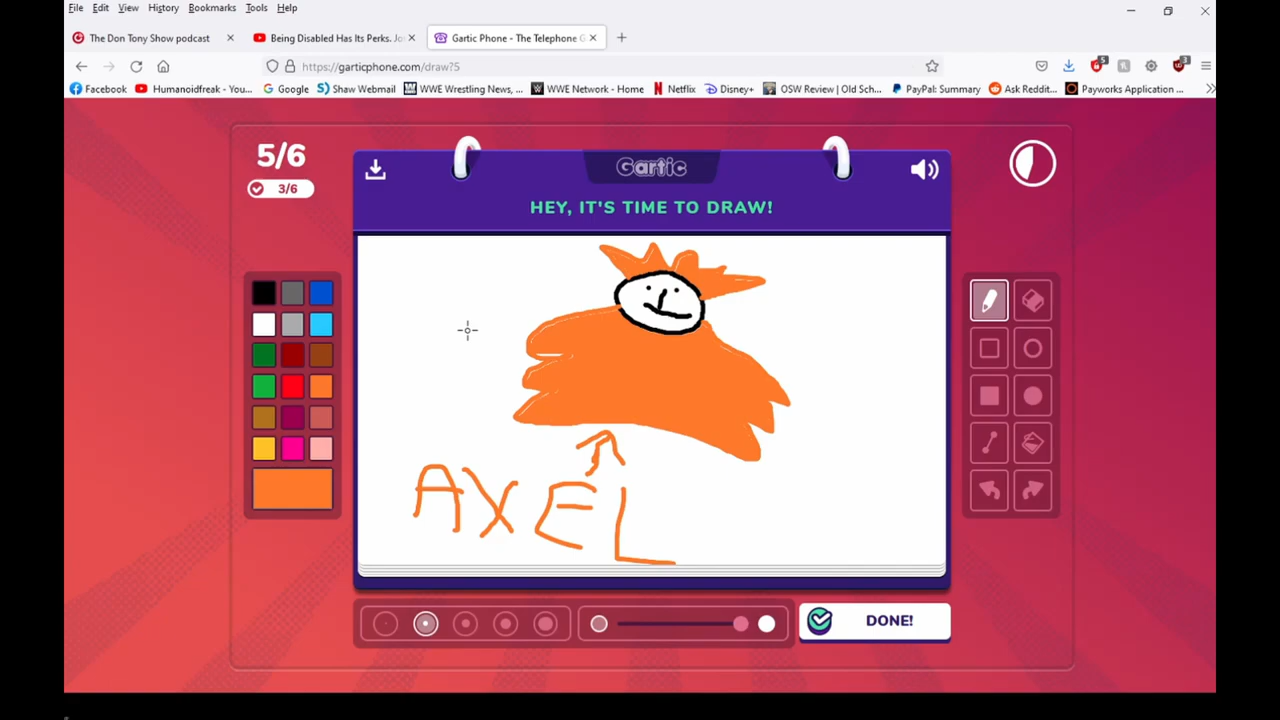 File Edit View History Bookmarks Tools Help
The Don Tony Show podcast Being Disabled Has Its Perks. Jo Gartic Phone - The Telephone G
https://garticphone.com/draw?5
Facebook Humanoidfreak - You... Google Shaw Webmail WWE Wrestling News, ... WWE Network - Home Netflix Disney+ OSW Review | Old Sch... PayPal: Summary Ask Reddit... Payworks Application ...
5/6
3/6
Gartic
HEY, IT'S TIME TO DRAW!
AXEL
DONE!